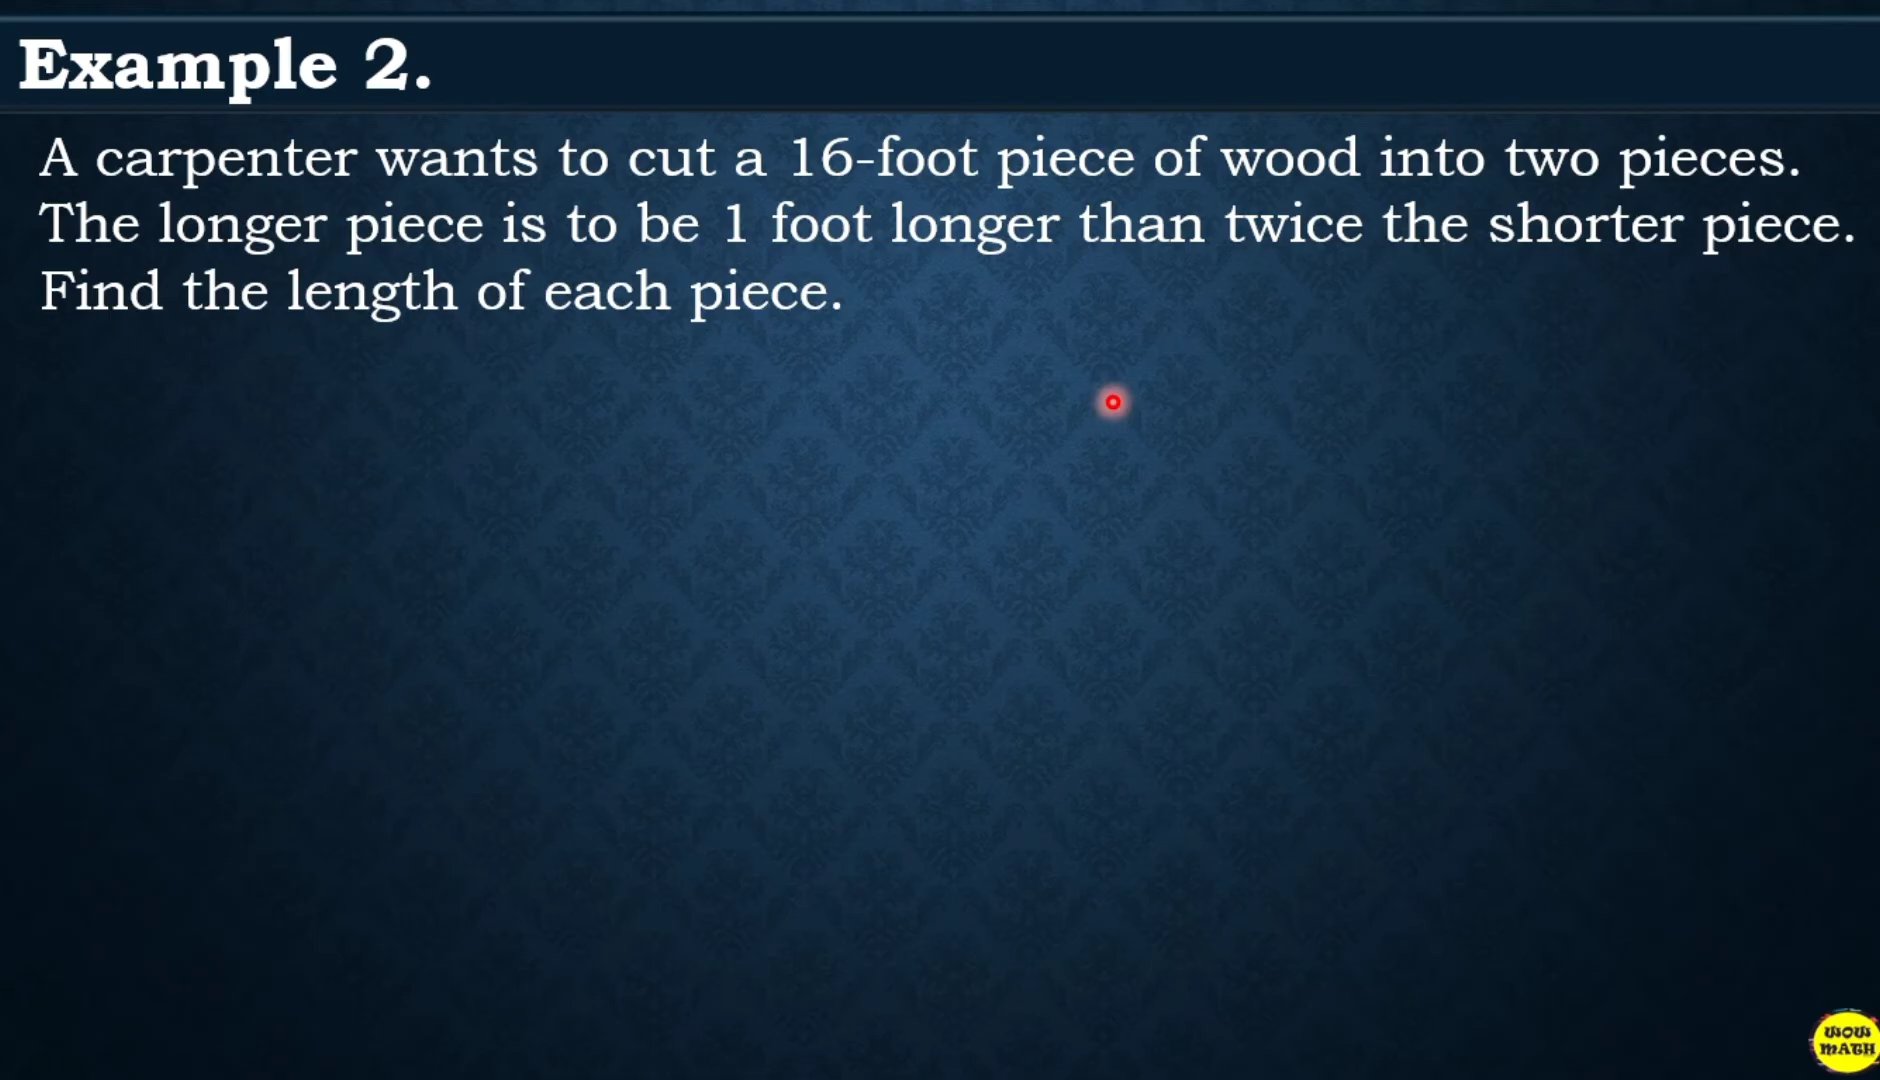 Example 2.
A carpenter wants to cut a 16-foot piece of wood into two pieces.
The longer piece is to be 1 foot longer than twice the shorter piece.
Find the length of each piece.
WOW
MATH